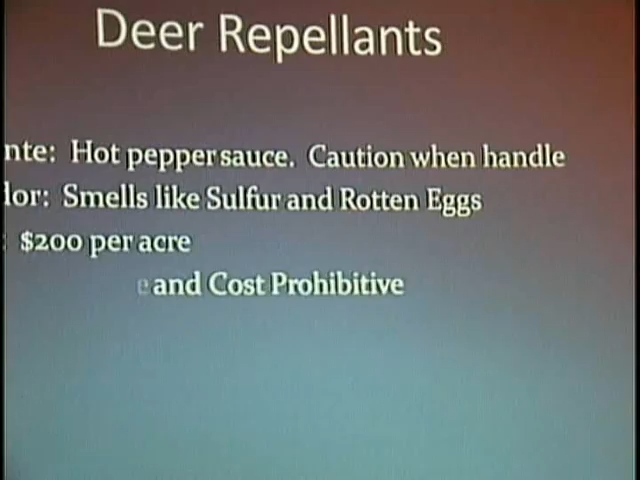 Deer Repellants
nte: Hot pepper sauce. Caution when handle
lor: Smells like Sulfur and Rotten Eggs
: $200 per acre
e and Cost Prohibitive